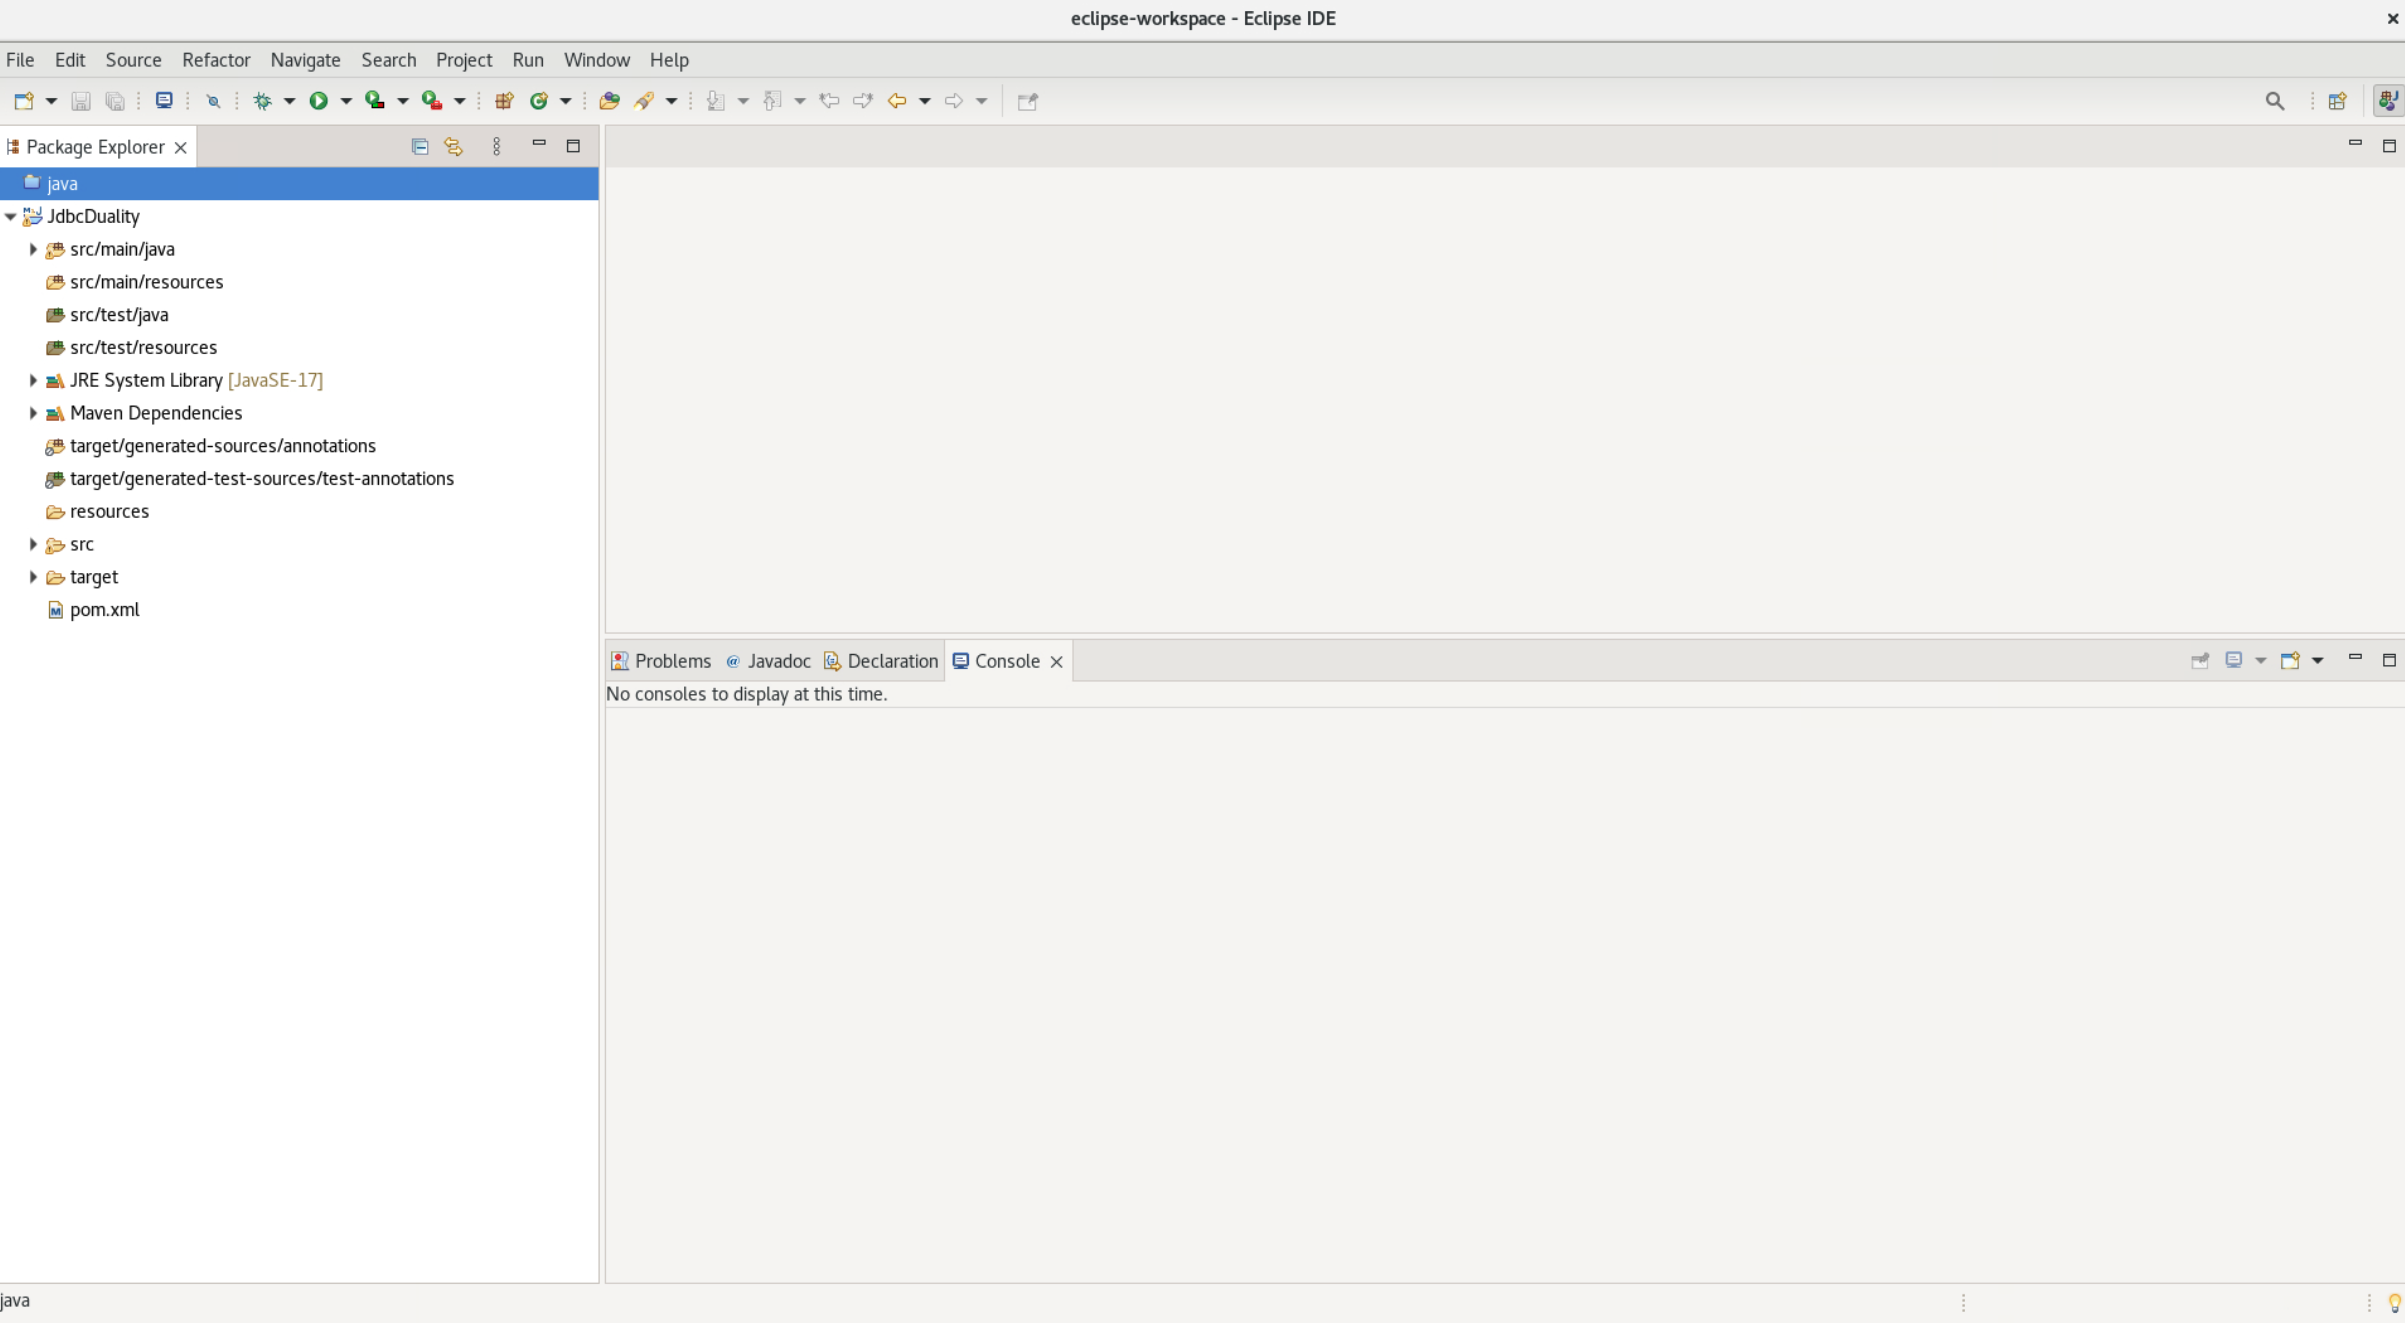 eclipse-workspace - Eclipse IDE
File Edit Source Refactor Navigate Search Project Run Window Help
Package Explorer
java
JdbcDuality
src/main/java
src/main/resources
src/test/java
src/test/resources
JRE System Library [JavaSE-17]
Maven Dependencies
target/generated-sources/annotations
target/generated-test-sources/test-annotations
resources
src
target
pom.xml
Problems @ Javadoc Declaration Console
No consoles to display at this time.
java